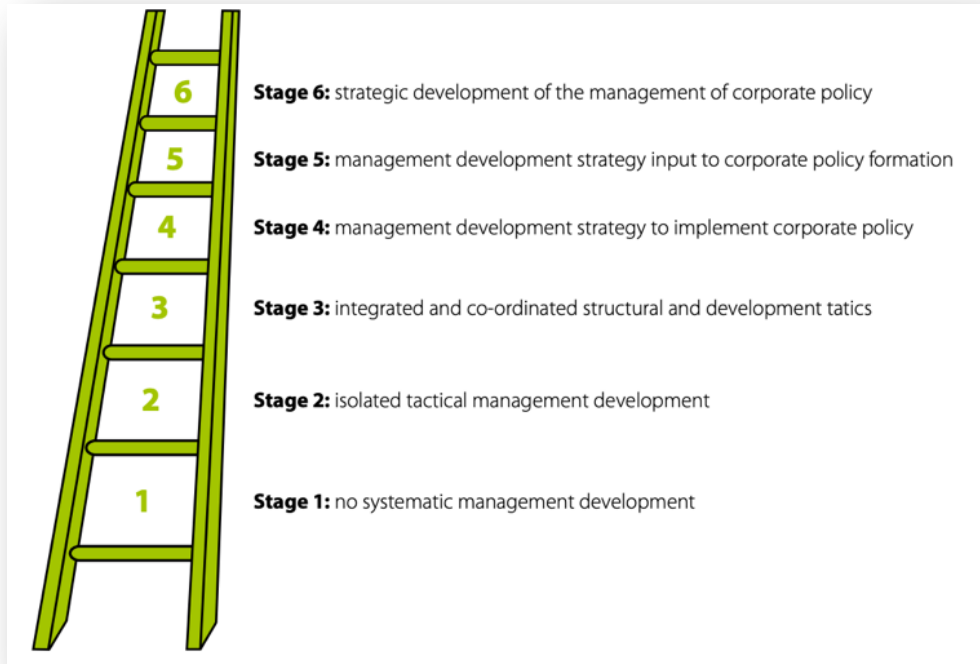 6
Stage 6: strategic development of the management of corporate policy
5
Stage 5: management development strategy input to corporate policy formation
4
Stage 4: management development strategy to implement corporate policy
3
Stage 3: integrated and co-ordinated structural and development tatics
2
Stage 2: isolated tactical management development
1
Stage 1: no systematic management development